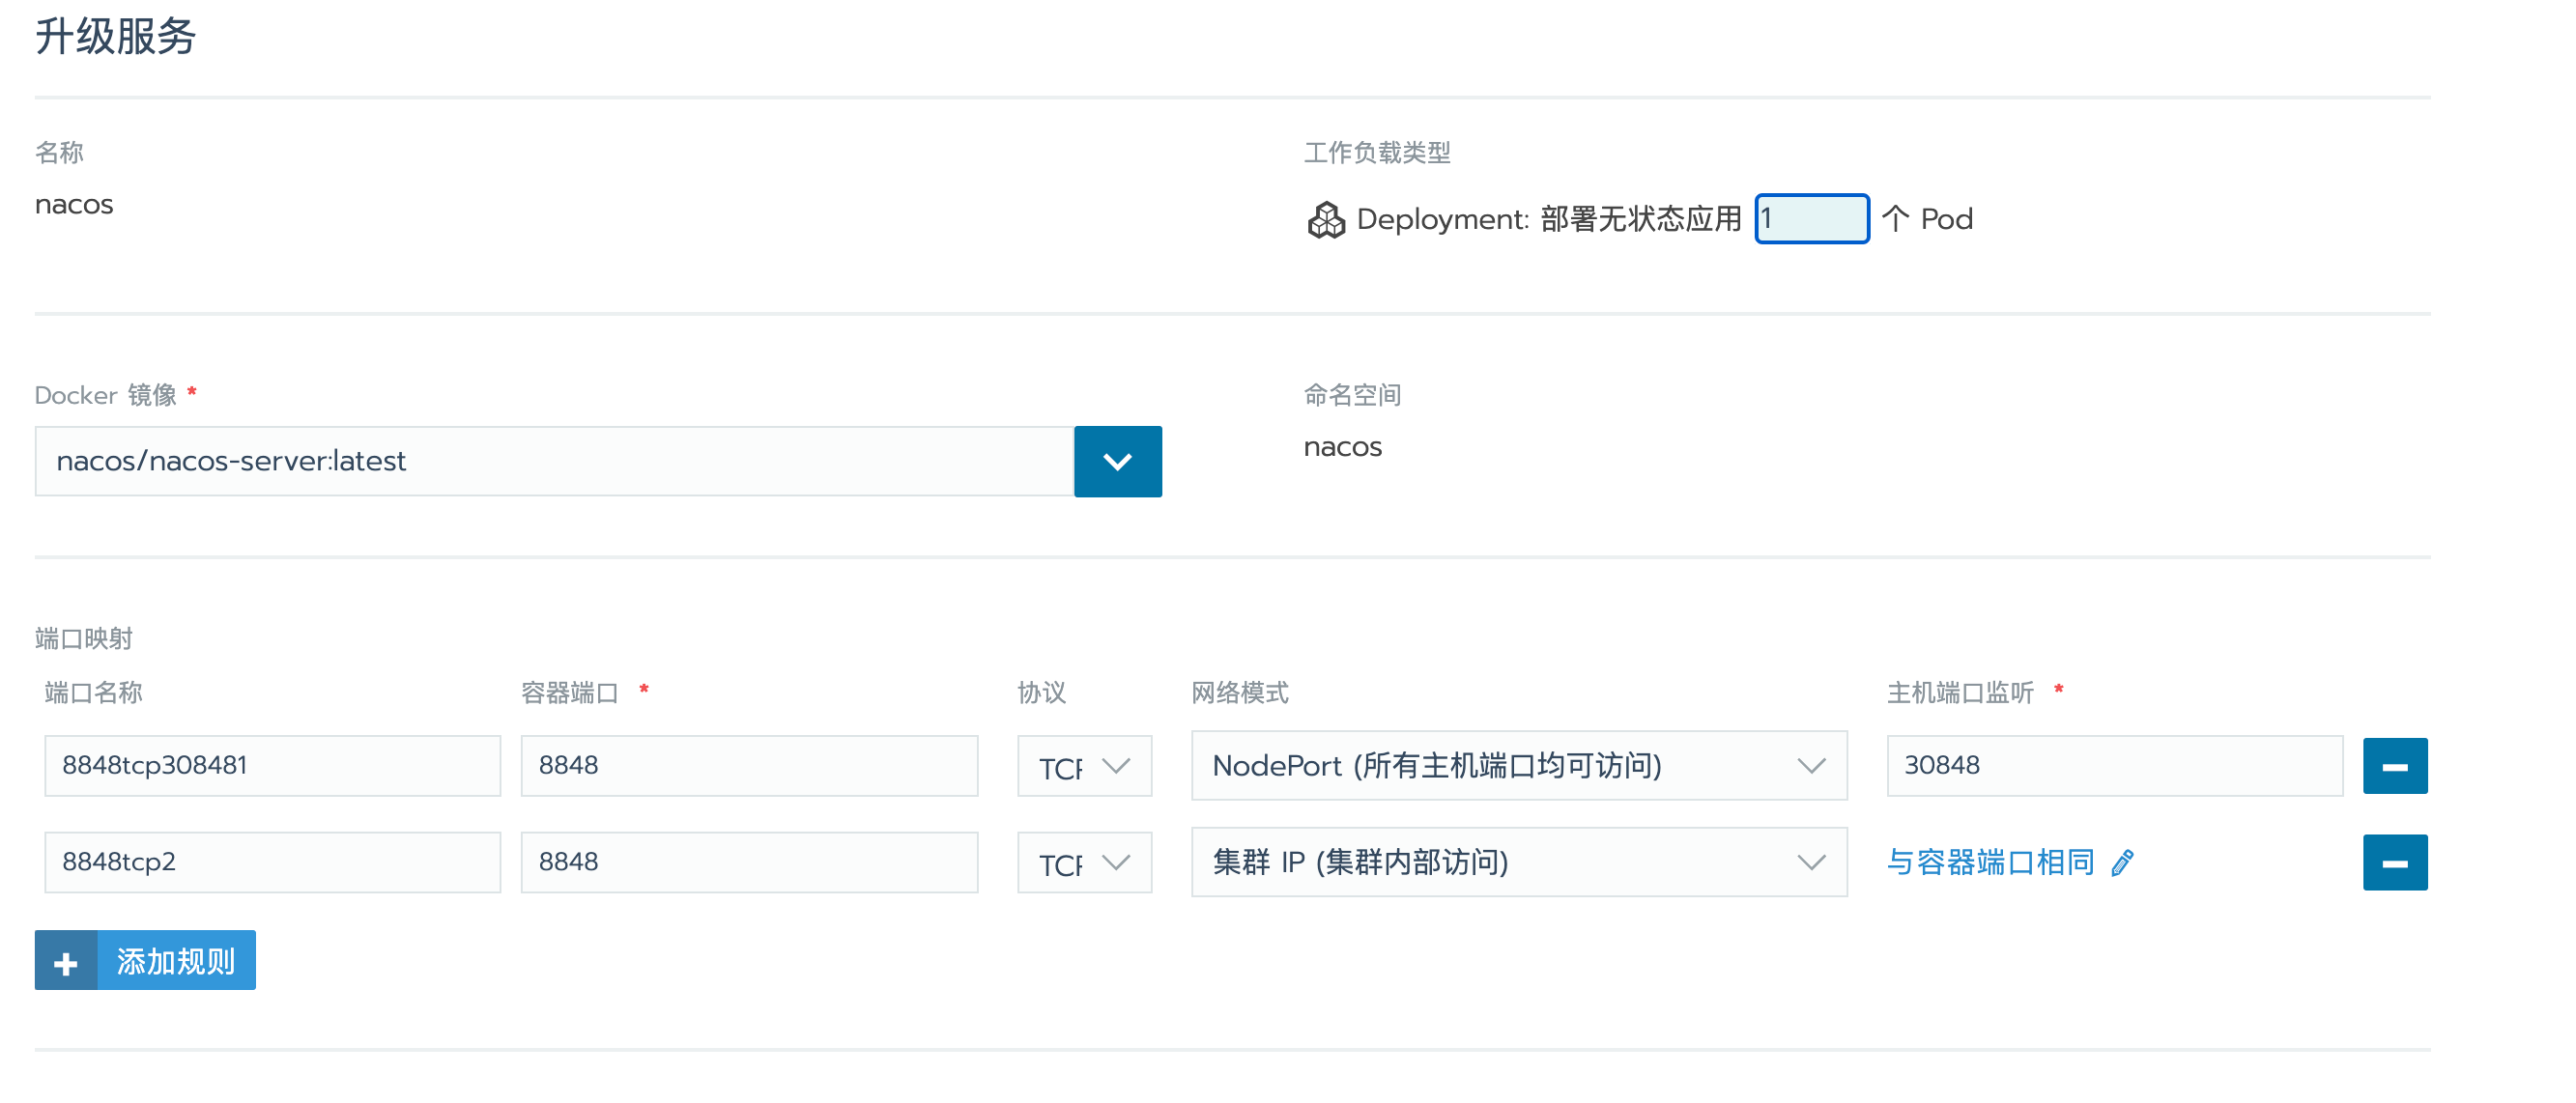 升级服务
名称
工作负载类型
nacos
Deployment: 部署无状态应用 1 个 Pod
Docker 镜像 *
命名空间
nacos/nacos-server:latest
nacos
端口映射
端口名称 容器端口 * 协议 网络模式 主机端口监听 *
8848tcp308481 8848 TCP NodePort (所有主机端口均可访问) 30848
8848tcp2 8848 TCP 集群 IP (集群内部访问) 与容器端口相同
添加规则